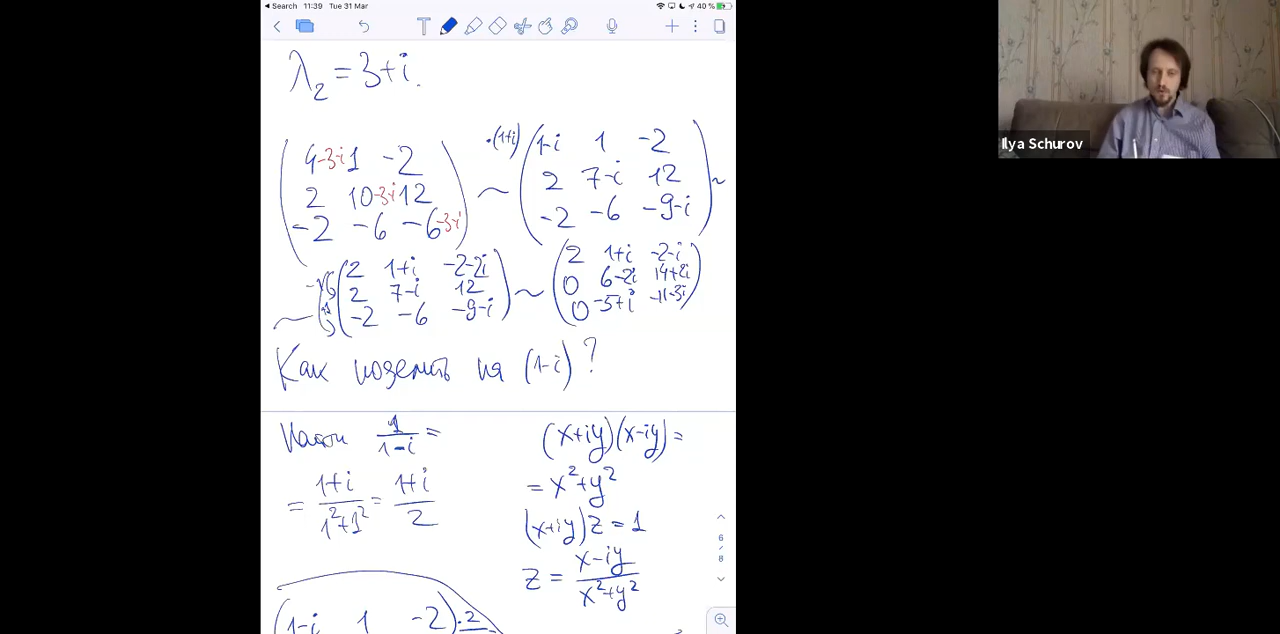 Search 11:39 Tue 31 Mar 40 %
T
λ₂ = 3+i.
( 4-3-i 1 -2
2 10-3-i 12
-2 -6 -6-3-i ) ~ ·(1+i) ( 1-i 1 -2
2 7-i 12
-2 -6 -9-i ) ~
~ ( 2 1+i -2-2i
2 7-i 12
-2 -6 -9-i ) ~ ( 2 1+i -2-i
0 6-2i 14+2i
0 -5+i -11-3i )
Как (1-i)?
1/(1-i) =
= (1+i)/(1²+1²) = (1+i)/2
(x+iy)(x-iy) =
= x²+y²
(x+iy)z = 1
z = (x-iy)/(x²+y²)
(1-i 1 -2) ·2
6 / 8
Ilya Schurov